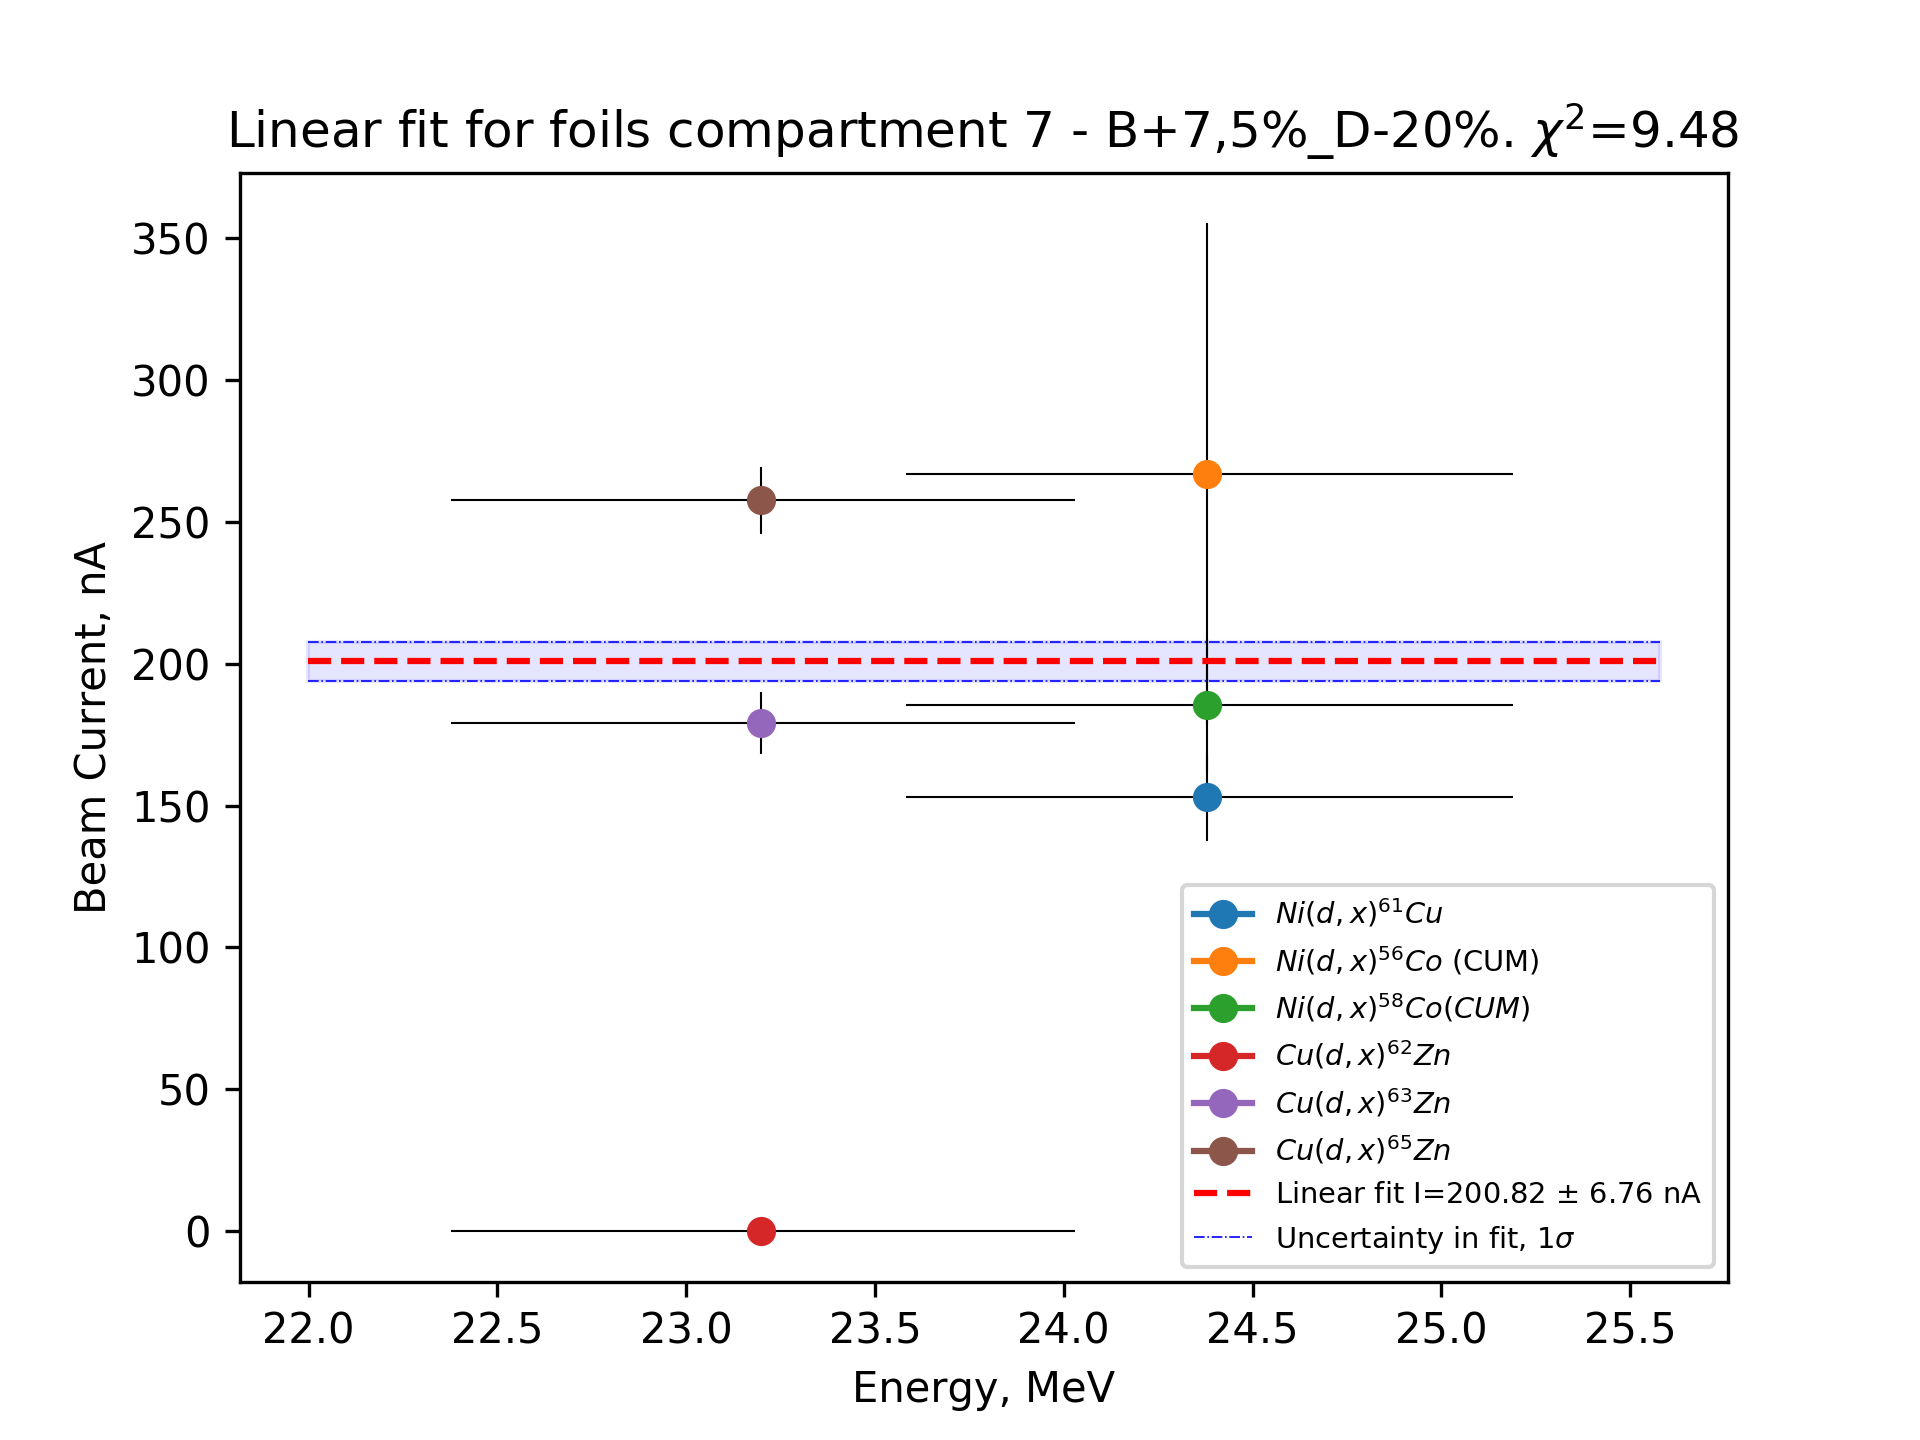 Linear fit for foils compartment 7 - B+7,5%_D-20%. χ²=9.48
350
300
250
200
150
100
50
0
Beam Current, nA
Ni(d, x)⁶¹Cu
Ni(d, x)⁵⁶Co (CUM)
Ni(d, x)⁵⁸Co(CUM)
Cu(d, x)⁶²Zn
Cu(d, x)⁶³Zn
Cu(d, x)⁶⁵Zn
Linear fit I=200.82 ± 6.76 nA
Uncertainty in fit, 1σ
22.0 22.5 23.0 23.5 24.0 24.5 25.0 25.5
Energy, MeV